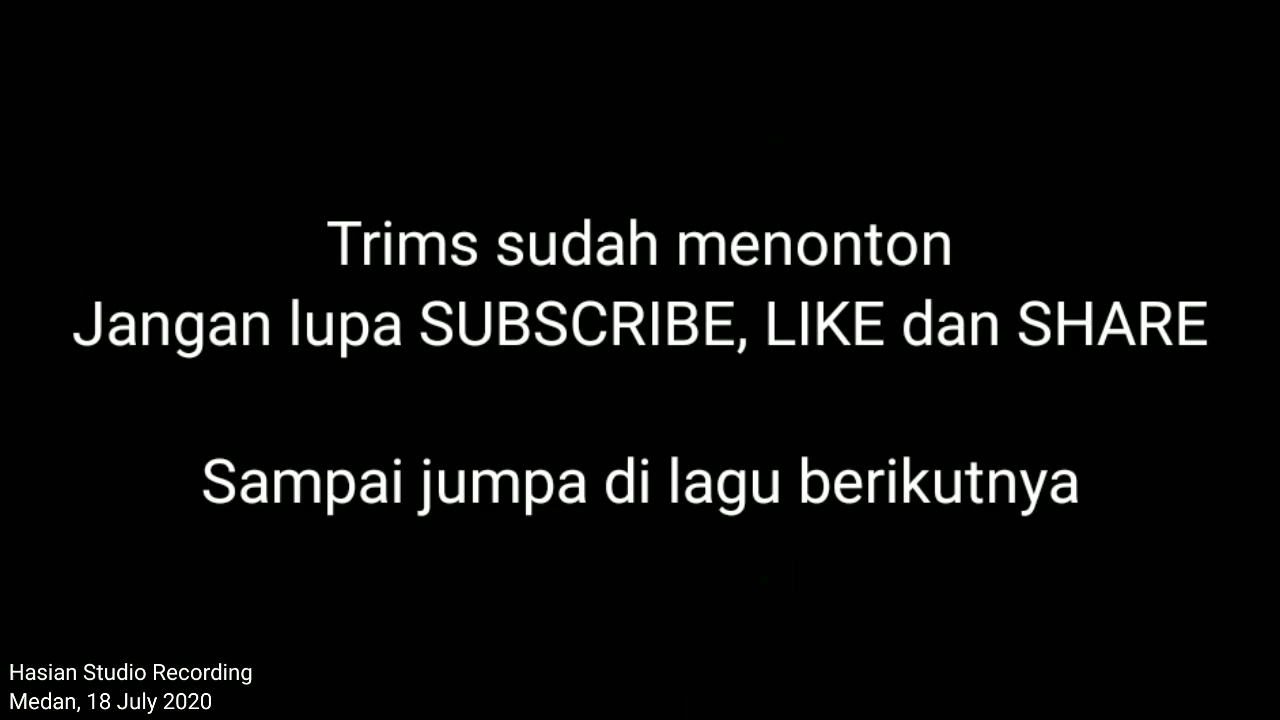 Trims sudah menonton
Jangan lupa SUBSCRIBE, LIKE dan SHARE
Sampai jumpa di lagu berikutnya
Hasian Studio Recording
Medan, 18 July 2020